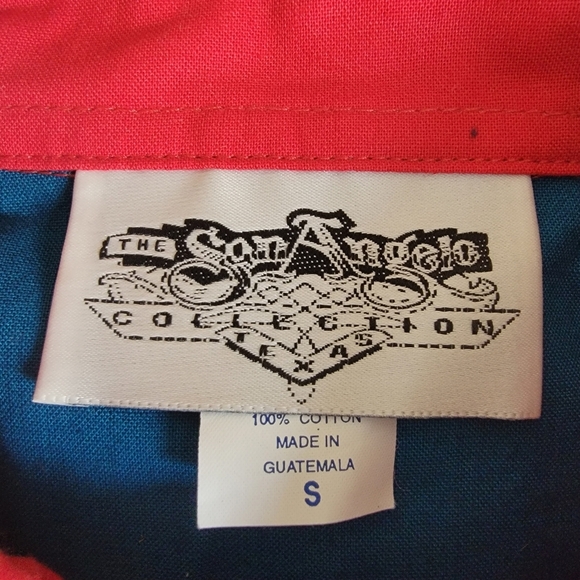 THE San Angelo
COLLECTION
TEXAS
100% COTTON
MADE IN
GUATEMALA
S